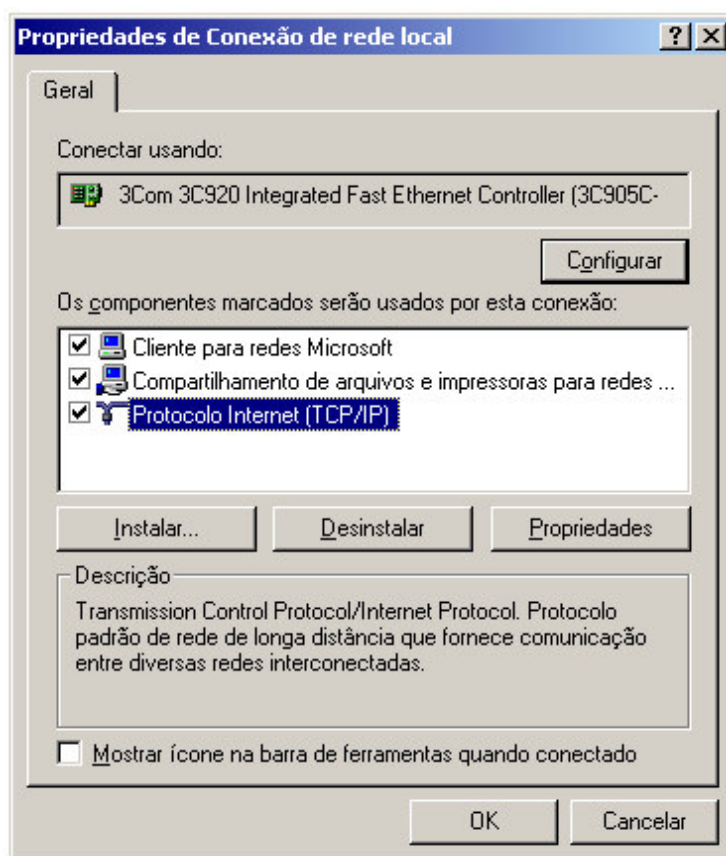 Propriedades de Conexão de rede local
Geral
Conectar usando:
3Com 3C920 Integrated Fast Ethernet Controller (3C905C-
Configurar
Os componentes marcados serão usados por esta conexão:
Cliente para redes Microsoft
Compartilhamento de arquivos e impressoras para redes ...
Protocolo Internet (TCP/IP)
Instalar... Desinstalar Propriedades
Descrição
Transmission Control Protocol/Internet Protocol. Protocolo
padrão de rede de longa distância que fornece comunicação
entre diversas redes interconectadas.
Mostrar ícone na barra de ferramentas quando conectado
OK Cancelar